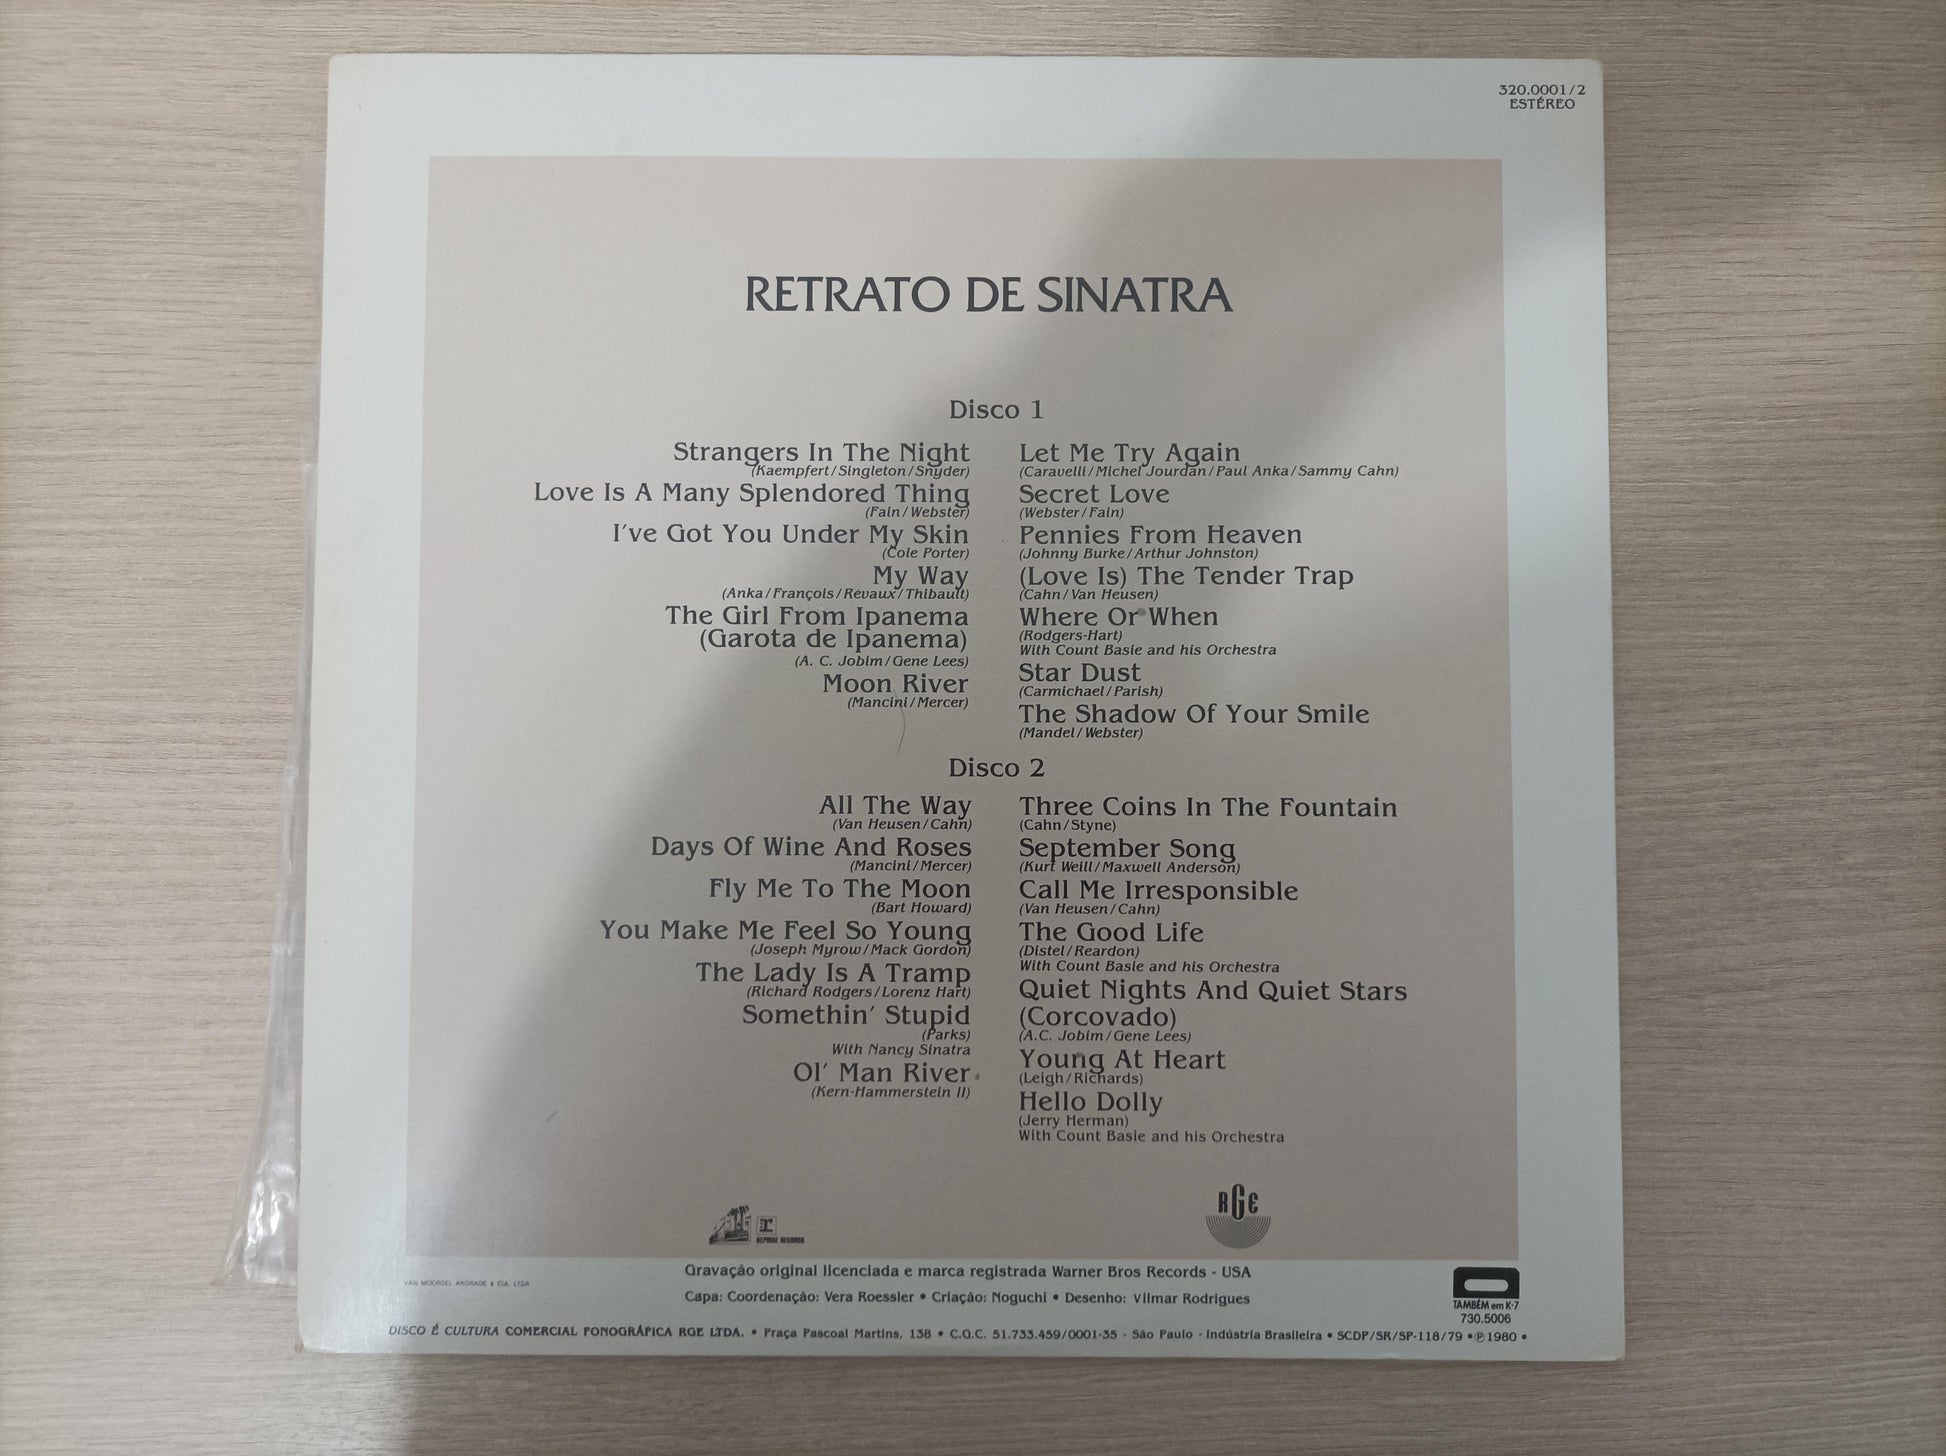 320.0001/2
ESTÉREO
RETRATO DE SINATRA
Disco 1
Strangers In The Night
(Kaempfert/Singleton/Snyder)
Love Is A Many Splendored Thing
(Fain/Webster)
I've Got You Under My Skin
(Cole Porter)
My Way
(Anka/François/Revaux/Thibault)
The Girl From Ipanema
(Garota de Ipanema)
(A. C. Jobim/Gene Lees)
Moon River
(Mancini/Mercer)
Let Me Try Again
(Caravelli/Michel Jourdan/Paul Anka/Sammy Cahn)
Secret Love
(Webster/Fain)
Pennies From Heaven
(Johnny Burke/Arthur Johnston)
(Love Is) The Tender Trap
(Cahn/Van Heusen)
Where Or When
(Rodgers-Hart)
With Count Basie and his Orchestra
Star Dust
(Carmichael/Parish)
The Shadow Of Your Smile
(Mandel/Webster)
Disco 2
All The Way
(Van Heusen/Cahn)
Days Of Wine And Roses
(Mancini/Mercer)
Fly Me To The Moon
(Bart Howard)
You Make Me Feel So Young
(Joseph Myrow/Mack Gordon)
The Lady Is A Tramp
(Richard Rodgers/Lorenz Hart)
Somethin' Stupid
(Parks)
With Nancy Sinatra
Ol' Man River
(Kern-Hammerstein II)
Three Coins In The Fountain
(Cahn/Styne)
September Song
(Kurt Weill/Maxwell Anderson)
Call Me Irresponsible
(Van Heusen/Cahn)
The Good Life
(Distel/Reardon)
With Count Basie and his Orchestra
Quiet Nights And Quiet Stars
(Corcovado)
(A.C. Jobim/Gene Lees)
Young At Heart
(Leigh/Richards)
Hello Dolly
(Jerry Herman)
With Count Basie and his Orchestra
r
REPRISE RECORDS
RGE
Gravação original licenciada e marca registrada Warner Bros Records - USA
VAN MOORSEL ANDRADE & CIA. LTDA
Capa: Coordenação: Vera Roessler • Criação: Noguchi • Desenho: Vilmar Rodrigues
TAMBÉM em K-7
730.5006
DISCO É CULTURA COMERCIAL FONOGRÁFICA RGE LTDA. • Praça Pascoal Martins, 138 • C.G.C. 51.733.459/0001-35 - São Paulo - Indústria Brasileira • SCDP/SR/SP-118/79 • ℗ 1980 •